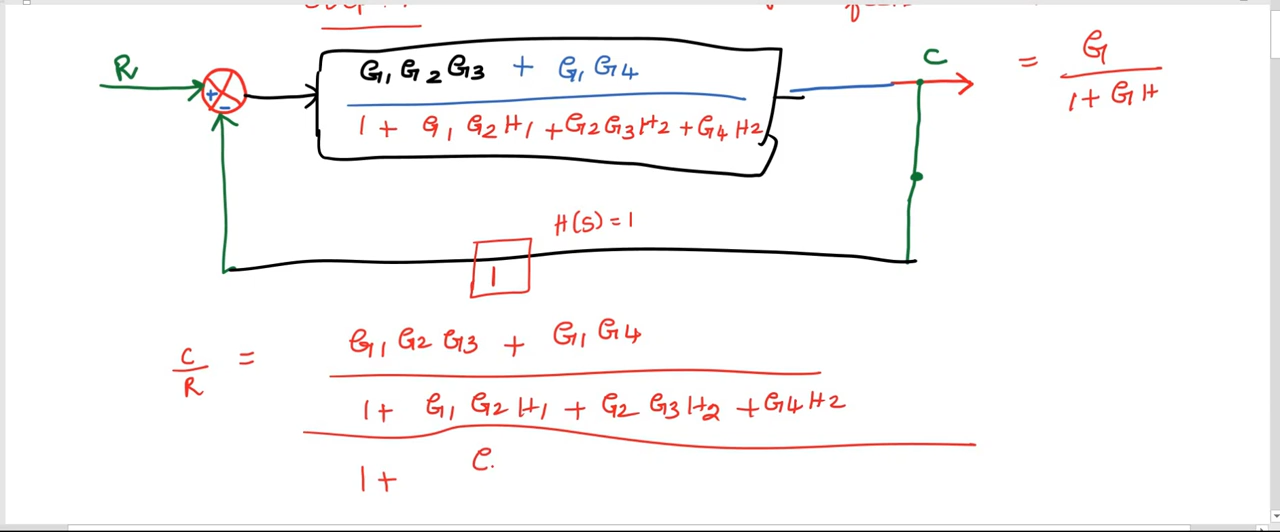 R
G1 G2 G3 + G1 G4
1 + G1 G2 H1 + G2 G3 H2 + G4 H2
+
-
C
= G
1 + G H
H(S) = 1
1
C
R
=
G1 G2 G3 + G1 G4
1 + G1 G2 H1 + G2 G3 H2 + G4 H2
1 +